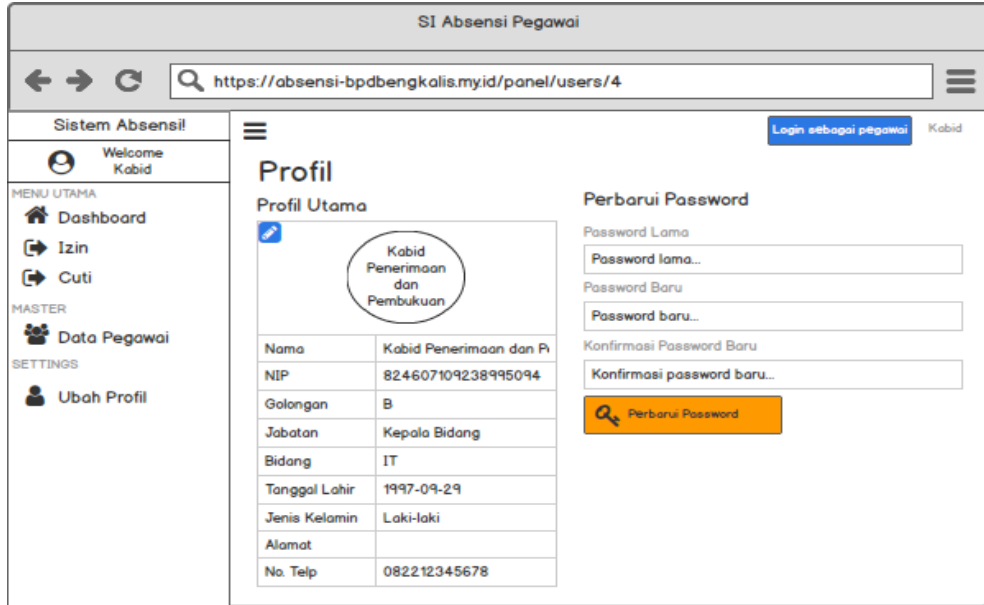 SI Absensi Pegawai
https://absensi-bpdbengkalis.my.id/panel/users/4
Sistem Absensi!
Welcome
Kabid
MENU UTAMA
Dashboard
Izin
Cuti
MASTER
Data Pegawai
SETTINGS
Ubah Profil
Login sebagai pegawai
Kabid
Profil
Profil Utama
Kabid
Penerimaan
dan
Pembukuan
Nama Kabid Penerimaan dan
NIP 824607109238995094
Golongan B
Jabatan Kepala Bidang
Bidang IT
Tanggal Lahir 1997-09-29
Jenis Kelamin Laki-laki
Alamat
No. Telp 082212345678
Perbarui Password
Password Lama
Password lama...
Password Baru
Password baru...
Konfirmasi Password Baru
Konfirmasi password baru...
Perbarui Password